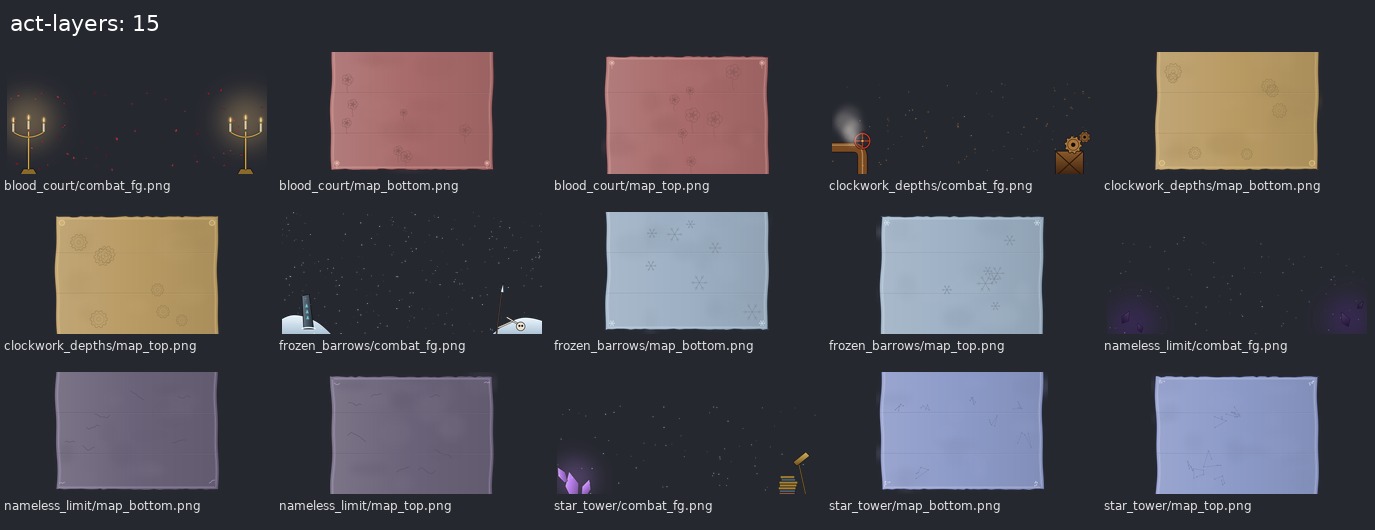 act-layers: 15
blood_court/combat_fg.png
blood_court/map_bottom.png
blood_court/map_top.png
clockwork_depths/combat_fg.png
clockwork_depths/map_bottom.png
clockwork_depths/map_top.png
frozen_barrows/combat_fg.png
frozen_barrows/map_bottom.png
frozen_barrows/map_top.png
nameless_limit/combat_fg.png
nameless_limit/map_bottom.png
nameless_limit/map_top.png
star_tower/combat_fg.png
star_tower/map_bottom.png
star_tower/map_top.png